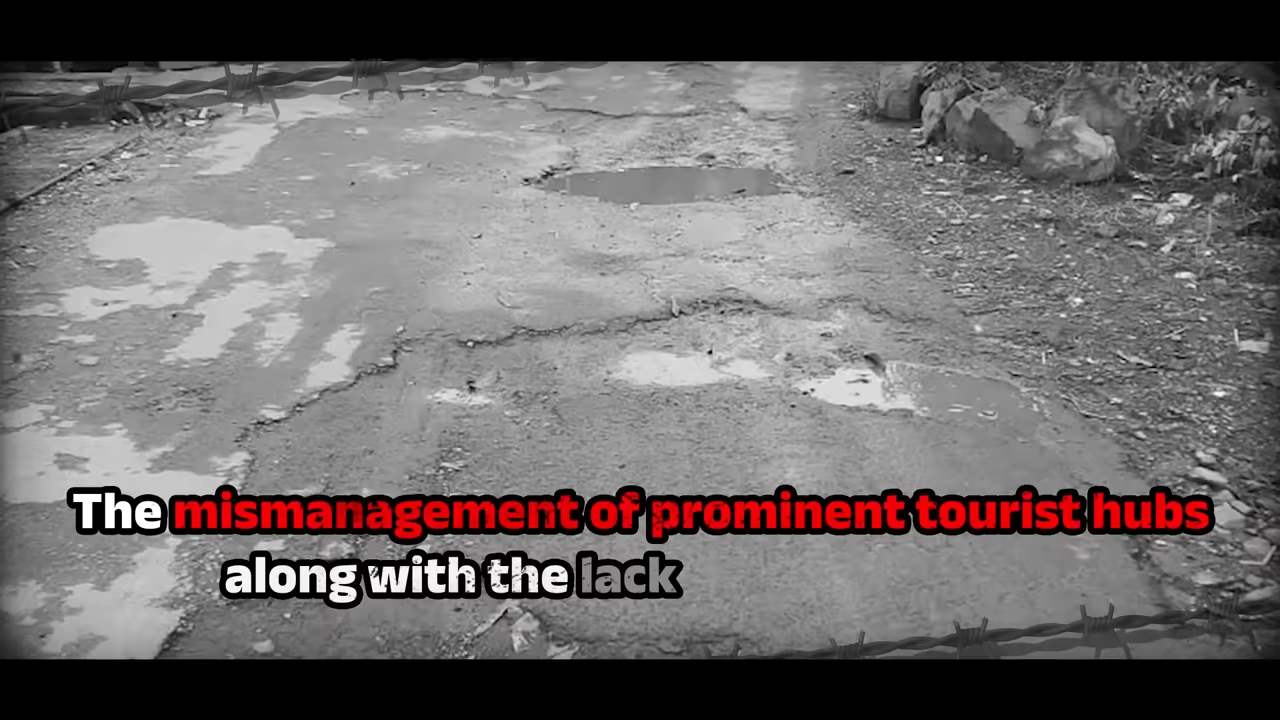 The mismanagement of prominent tourist hubs
along with the lack